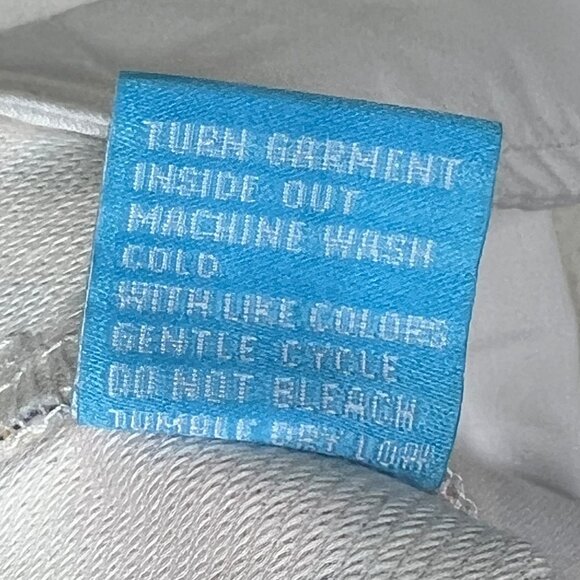 TURN GARMENT
INSIDE OUT
MACHINE WASH
COLD
WITH LIKE COLORS
GENTLE CYCLE
DO NOT BLEACH
TUMBLE DRY LOW